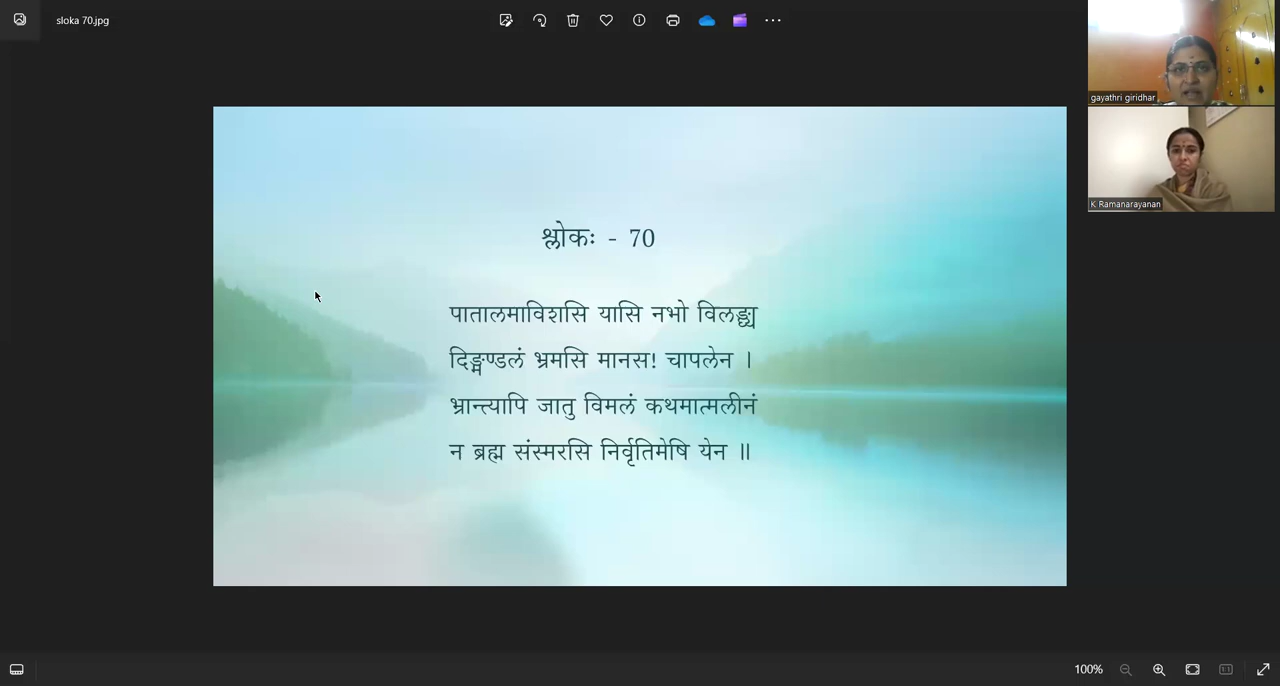 sloka 70.jpg
gayathri giridhar
K Ramanarayanan
श्लोकः - 70
पातालमाविशसि यासि नभो विलङ्घ्य
दिङ्मण्डलं भ्रमसि मानस! चापलेन ।
भ्रान्त्यापि जातु विमलं कथमात्मलीनं
न ब्रह्म संस्मरसि निर्वृतिमेषि येन ॥
100%